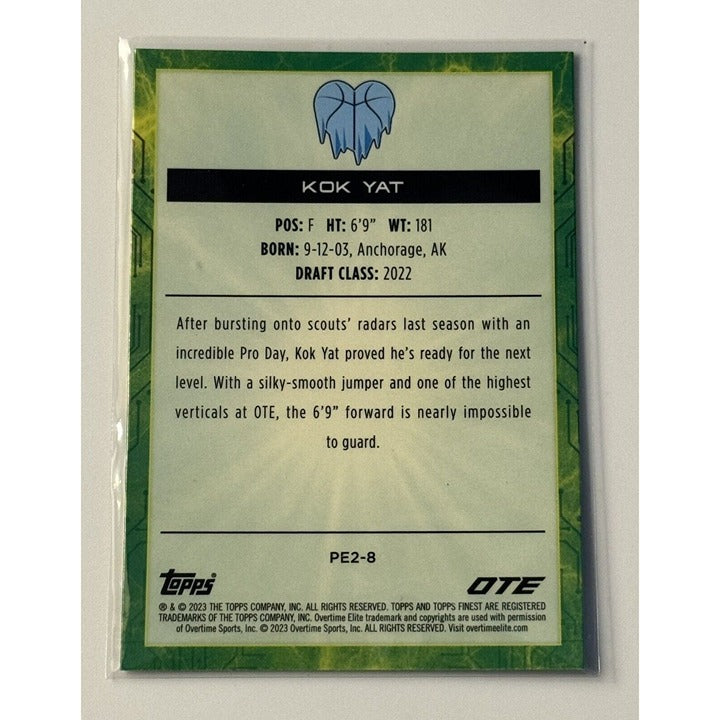 KOK YAT
POS: F HT: 6'9" WT: 181
BORN: 9-12-03, Anchorage, AK
DRAFT CLASS: 2022
After bursting onto scouts' radars last season with an
incredible Pro Day, Kok Yat proved he's ready for the next
level. With a silky-smooth jumper and one of the highest
verticals at OTE, the 6'9" forward is nearly impossible
to guard.
PE2-8
topps OTE
® & © 2023 THE TOPPS COMPANY, INC. ALL RIGHTS RESERVED. TOPPS AND TOPPS FINEST ARE REGISTERED
TRADEMARKS OF THE TOPPS COMPANY, INC. Overtime Elite trademark and copyrights are used with permission
of Overtime Sports, Inc. © 2023 Overtime Sports, Inc. ALL RIGHTS RESERVED. Visit overtimeelite.com